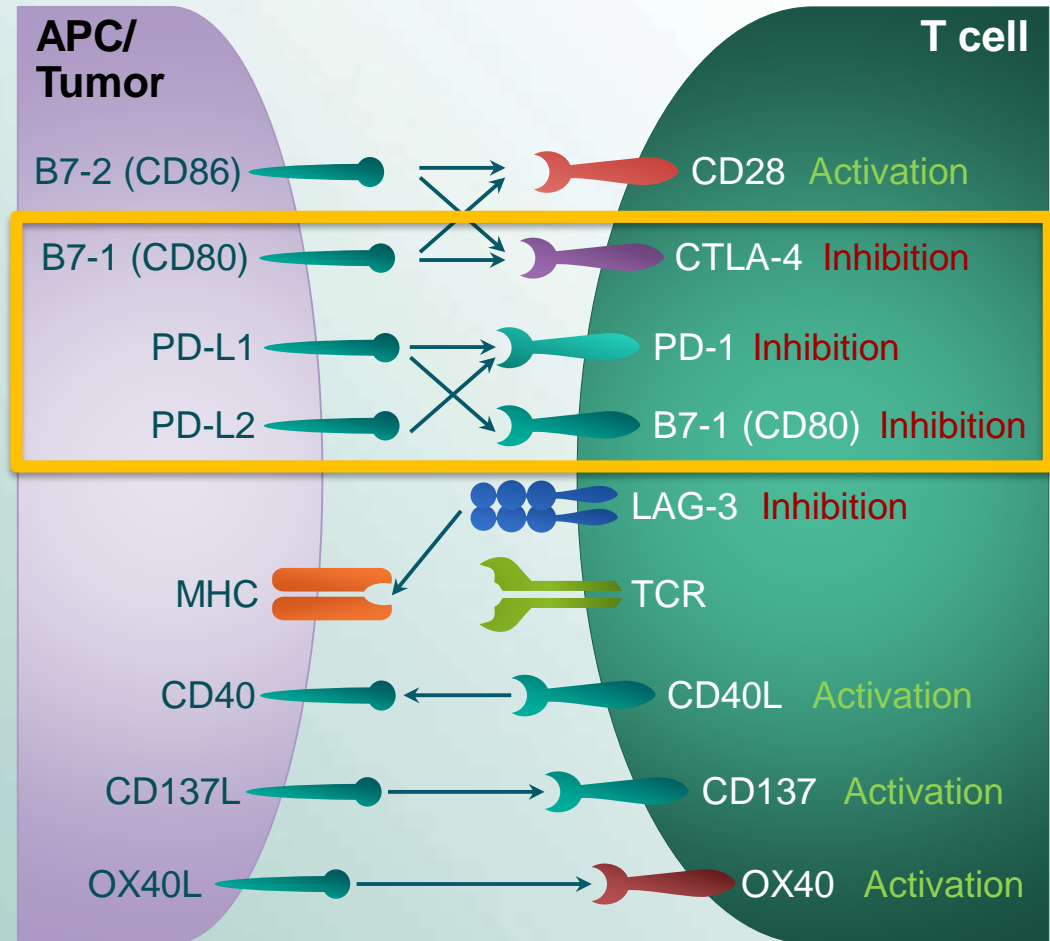 APC/
Tumor
T cell
B7-2 (CD86) CD28 Activation
B7-1 (CD80) CTLA-4 Inhibition
PD-L1 PD-1 Inhibition
PD-L2 B7-1 (CD80) Inhibition
LAG-3 Inhibition
MHC TCR
CD40 CD40L Activation
CD137L CD137 Activation
OX40L OX40 Activation